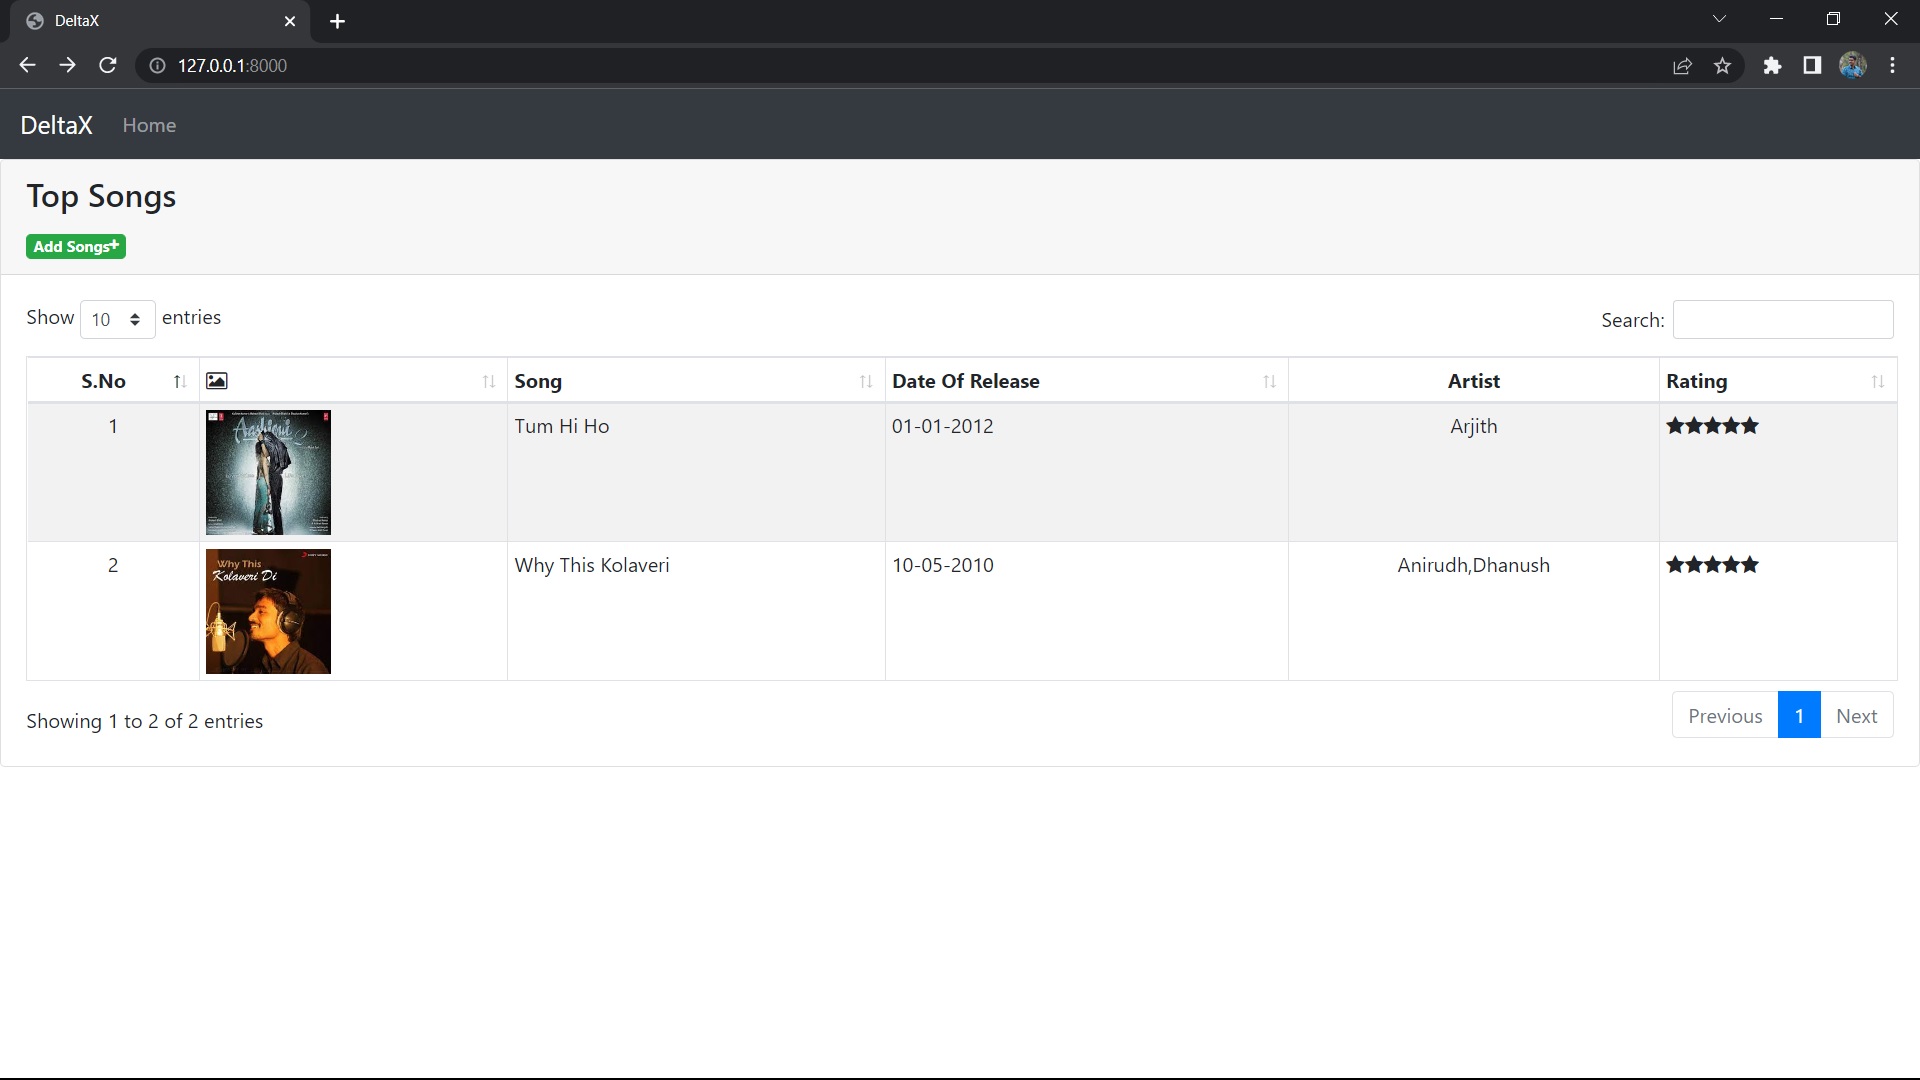 DeltaX
127.0.0.1:8000
DeltaX Home
Top Songs
Add Songs+
Show 10 entries
Search:
S.No Song Date Of Release Artist Rating
1 Tum Hi Ho 01-01-2012 Arjith
Aashiqui 2
2 Why This Kolaveri 10-05-2010 Anirudh,Dhanush
Why This
Kolaveri Di
Showing 1 to 2 of 2 entries
Previous 1 Next